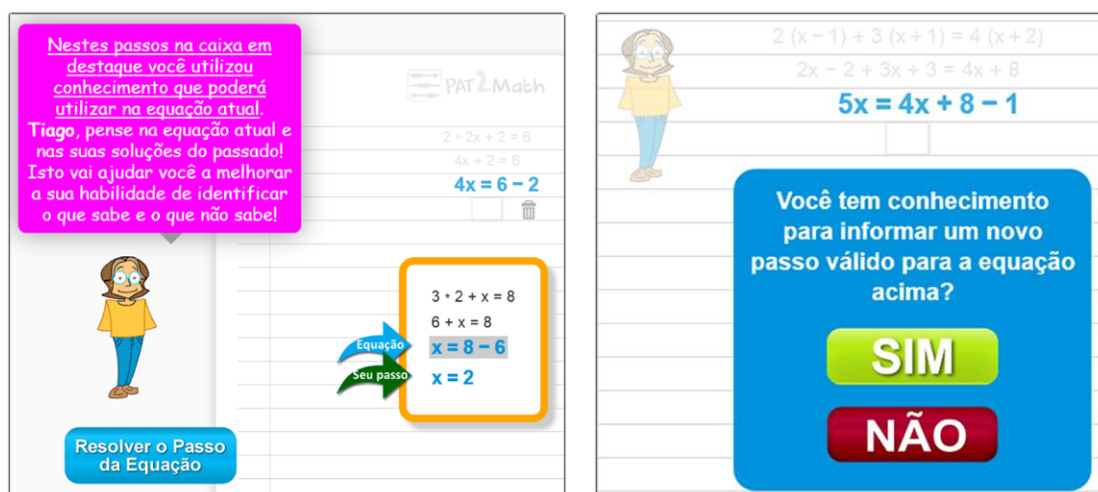 Nestes passos na caixa em
destaque você utilizou
conhecimento que poderá
utilizar na equação atual.
Tiago, pense na equação atual e
nas suas soluções do passado!
Isto vai ajudar você a melhorar
a sua habilidade de identificar
o que sabe e o que não sabe!
PAT2Math
2 * 2x + 2 = 6
4x + 2 = 6
4x = 6 − 2
3 * 2 + x = 8
6 + x = 8
Equação
x = 8 − 6
Seu passo
x = 2
Resolver o Passo
da Equação
2 (x − 1) + 3 (x + 1) = 4 (x + 2)
2x − 2 + 3x + 3 = 4x + 8
5x = 4x + 8 − 1
Você tem conhecimento
para informar um novo
passo válido para a equação
acima?
SIM
NÃO